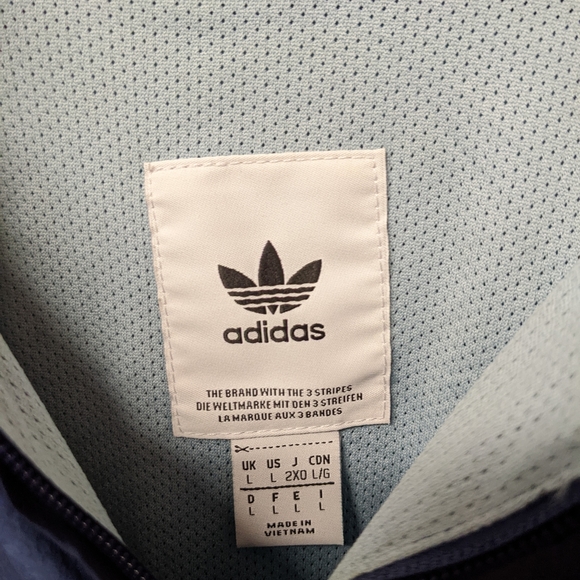 adidas
THE BRAND WITH THE 3 STRIPES
DIE WELTMARKE MIT DEN 3 STREIFEN
LA MARQUE AUX 3 BANDES
UK US J CDN
L L 2XO L/G
D F E I
L L L L
MADE IN
VIETNAM